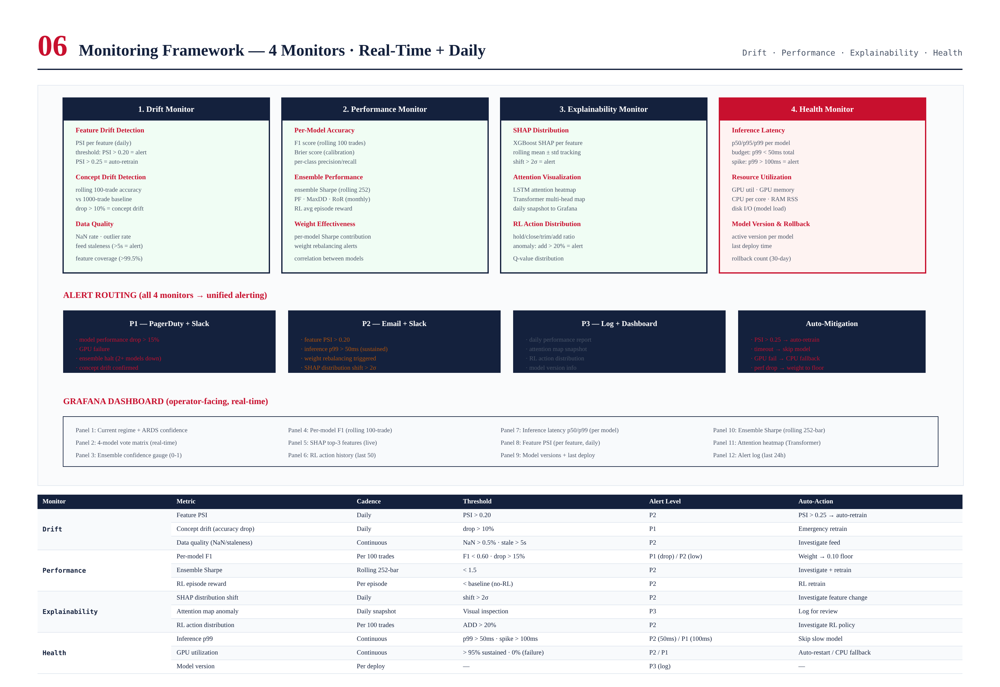 06 Monitoring Framework — 4 Monitors · Real-Time + Daily
Drift · Performance · Explainability · Health
1. Drift Monitor
Feature Drift Detection
PSI per feature (daily)
threshold: PSI > 0.20 = alert
PSI > 0.25 = auto-retrain
Concept Drift Detection
rolling 100-trade accuracy
vs 1000-trade baseline
drop > 10% = concept drift
Data Quality
NaN rate · outlier rate
feed staleness (>5s = alert)
feature coverage (>99.5%)
2. Performance Monitor
Per-Model Accuracy
F1 score (rolling 100 trades)
Brier score (calibration)
per-class precision/recall
Ensemble Performance
ensemble Sharpe (rolling 252)
PF · MaxDD · RoR (monthly)
RL avg episode reward
Weight Effectiveness
per-model Sharpe contribution
weight rebalancing alerts
correlation between models
3. Explainability Monitor
SHAP Distribution
XGBoost SHAP per feature
rolling mean ± std tracking
shift > 2σ = alert
Attention Visualization
LSTM attention heatmap
Transformer multi-head map
daily snapshot to Grafana
RL Action Distribution
hold/close/trim/add ratio
anomaly: add > 20% = alert
Q-value distribution
4. Health Monitor
Inference Latency
p50/p95/p99 per model
budget: p99 < 50ms total
spike: p99 > 100ms = alert
Resource Utilization
GPU util · GPU memory
CPU per core · RAM RSS
disk I/O (model load)
Model Version & Rollback
active version per model
last deploy time
rollback count (30-day)
ALERT ROUTING (all 4 monitors → unified alerting)
P1 — PagerDuty + Slack
· model performance drop > 15%
· GPU failure
· ensemble halt (2+ models down)
· concept drift confirmed
P2 — Email + Slack
· feature PSI > 0.20
· inference p99 > 50ms (sustained)
· weight rebalancing triggered
· SHAP distribution shift > 2σ
P3 — Log + Dashboard
· daily performance report
· attention map snapshot
· RL action distribution
· model version info
Auto-Mitigation
· PSI > 0.25 → auto-retrain
· timeout → skip model
· GPU fail → CPU fallback
· perf drop → weight to floor
GRAFANA DASHBOARD (operator-facing, real-time)
Panel 1: Current regime + ARDS confidence
Panel 2: 4-model vote matrix (real-time)
Panel 3: Ensemble confidence gauge (0-1)
Panel 4: Per-model F1 (rolling 100-trade)
Panel 5: SHAP top-3 features (live)
Panel 6: RL action history (last 50)
Panel 7: Inference latency p50/p99 (per model)
Panel 8: Feature PSI (per feature, daily)
Panel 9: Model versions + last deploy
Panel 10: Ensemble Sharpe (rolling 252-bar)
Panel 11: Attention heatmap (Transformer)
Panel 12: Alert log (last 24h)
Monitor Metric Cadence Threshold Alert Level Auto-Action
Drift
Feature PSI Daily PSI > 0.20 P2 PSI > 0.25 → auto-retrain
Concept drift (accuracy drop) Daily drop > 10% P1 Emergency retrain
Data quality (NaN/staleness) Continuous NaN > 0.5% · stale > 5s P2 Investigate feed
Performance
Per-model F1 Per 100 trades F1 < 0.60 · drop > 15% P1 (drop) / P2 (low) Weight → 0.10 floor
Ensemble Sharpe Rolling 252-bar < 1.5 P2 Investigate + retrain
RL episode reward Per episode < baseline (no-RL) P2 RL retrain
Explainability
SHAP distribution shift Daily shift > 2σ P2 Investigate feature change
Attention map anomaly Daily snapshot Visual inspection P3 Log for review
RL action distribution Per 100 trades ADD > 20% P2 Investigate RL policy
Health
Inference p99 Continuous p99 > 50ms · spike > 100ms P2 (50ms) / P1 (100ms) Skip slow model
GPU utilization Continuous > 95% sustained · 0% (failure) P2 / P1 Auto-restart / CPU fallback
Model version Per deploy — P3 (log) —